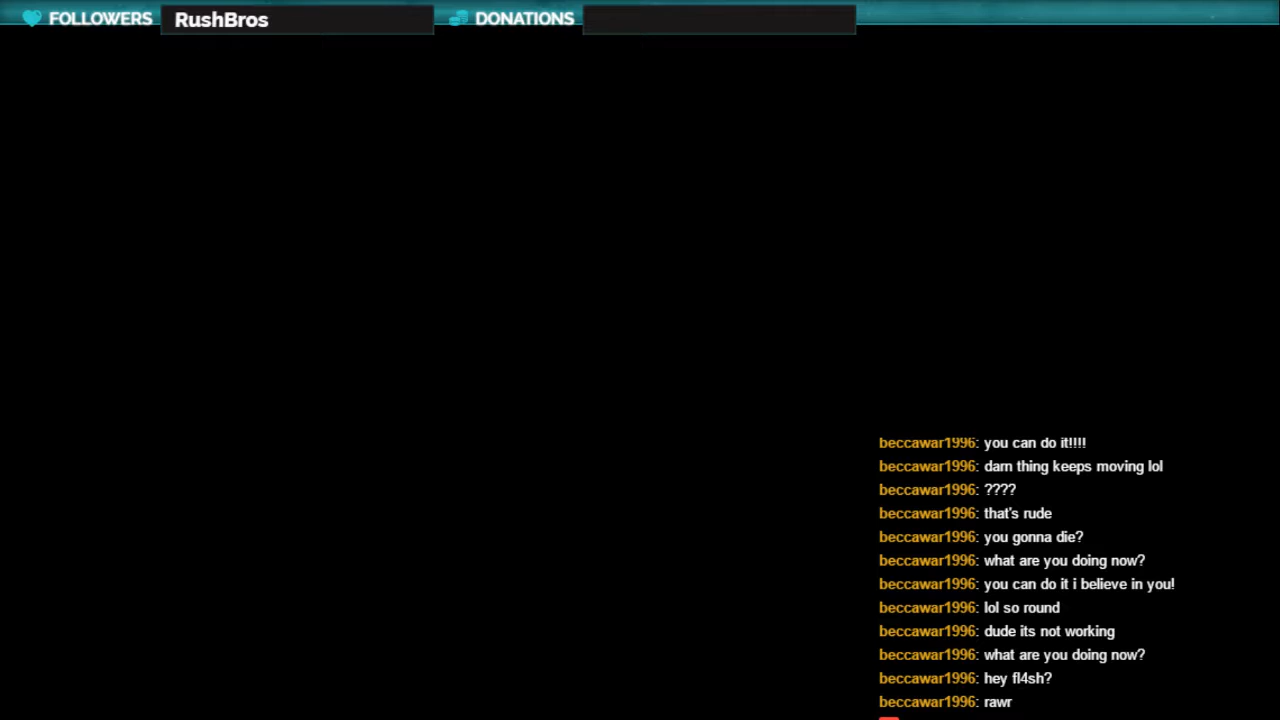 FOLLOWERS RushBros DONATIONS
beccawar1996: you can do it!!!!
beccawar1996: darn thing keeps moving lol
beccawar1996: ????
beccawar1996: that's rude
beccawar1996: you gonna die?
beccawar1996: what are you doing now?
beccawar1996: you can do it i believe in you!
beccawar1996: lol so round
beccawar1996: dude its not working
beccawar1996: what are you doing now?
beccawar1996: hey fl4sh?
beccawar1996: rawr